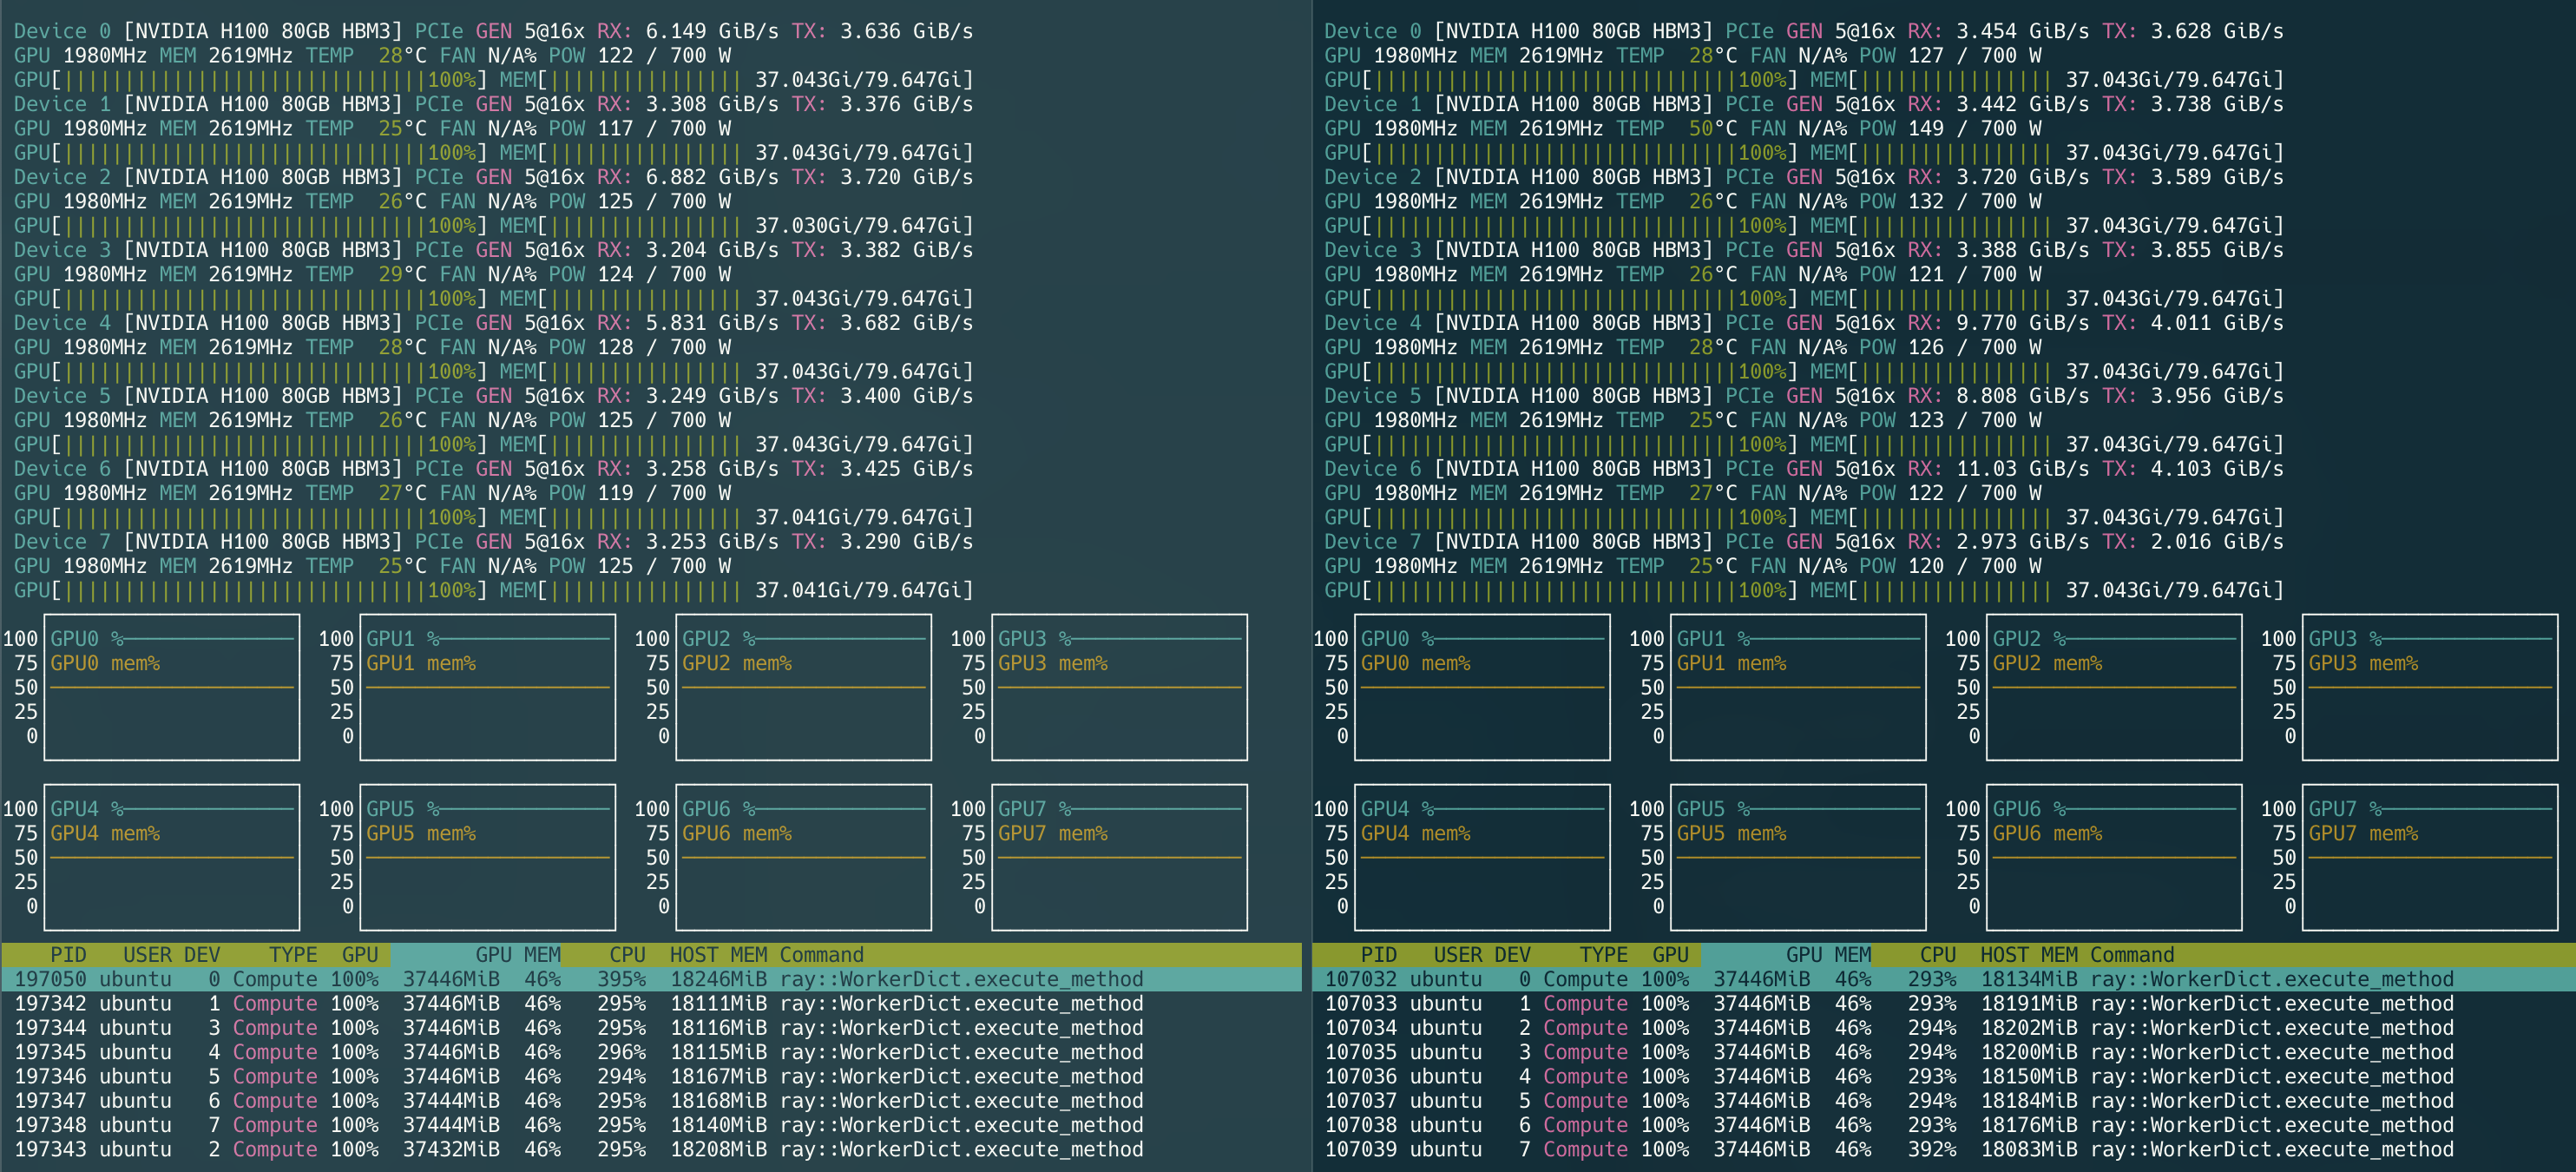 Device 0 [NVIDIA H100 80GB HBM3] PCIe GEN 5@16x RX: 6.149 GiB/s TX: 3.636 GiB/s
GPU 1980MHz MEM 2619MHz TEMP 28°C FAN N/A% POW 122 / 700 W
GPU[||||||||||||||||||||||||||||||100%] MEM[|||||||||||||||| 37.043Gi/79.647Gi]
Device 1 [NVIDIA H100 80GB HBM3] PCIe GEN 5@16x RX: 3.308 GiB/s TX: 3.376 GiB/s
GPU 1980MHz MEM 2619MHz TEMP 25°C FAN N/A% POW 117 / 700 W
GPU[||||||||||||||||||||||||||||||100%] MEM[|||||||||||||||| 37.043Gi/79.647Gi]
Device 2 [NVIDIA H100 80GB HBM3] PCIe GEN 5@16x RX: 6.882 GiB/s TX: 3.720 GiB/s
GPU 1980MHz MEM 2619MHz TEMP 26°C FAN N/A% POW 125 / 700 W
GPU[||||||||||||||||||||||||||||||100%] MEM[|||||||||||||||| 37.030Gi/79.647Gi]
Device 3 [NVIDIA H100 80GB HBM3] PCIe GEN 5@16x RX: 3.204 GiB/s TX: 3.382 GiB/s
GPU 1980MHz MEM 2619MHz TEMP 29°C FAN N/A% POW 124 / 700 W
GPU[||||||||||||||||||||||||||||||100%] MEM[|||||||||||||||| 37.043Gi/79.647Gi]
Device 4 [NVIDIA H100 80GB HBM3] PCIe GEN 5@16x RX: 5.831 GiB/s TX: 3.682 GiB/s
GPU 1980MHz MEM 2619MHz TEMP 28°C FAN N/A% POW 128 / 700 W
GPU[||||||||||||||||||||||||||||||100%] MEM[|||||||||||||||| 37.043Gi/79.647Gi]
Device 5 [NVIDIA H100 80GB HBM3] PCIe GEN 5@16x RX: 3.249 GiB/s TX: 3.400 GiB/s
GPU 1980MHz MEM 2619MHz TEMP 26°C FAN N/A% POW 125 / 700 W
GPU[||||||||||||||||||||||||||||||100%] MEM[|||||||||||||||| 37.043Gi/79.647Gi]
Device 6 [NVIDIA H100 80GB HBM3] PCIe GEN 5@16x RX: 3.258 GiB/s TX: 3.425 GiB/s
GPU 1980MHz MEM 2619MHz TEMP 27°C FAN N/A% POW 119 / 700 W
GPU[||||||||||||||||||||||||||||||100%] MEM[|||||||||||||||| 37.041Gi/79.647Gi]
Device 7 [NVIDIA H100 80GB HBM3] PCIe GEN 5@16x RX: 3.253 GiB/s TX: 3.290 GiB/s
GPU 1980MHz MEM 2619MHz TEMP 25°C FAN N/A% POW 125 / 700 W
GPU[||||||||||||||||||||||||||||||100%] MEM[|||||||||||||||| 37.041Gi/79.647Gi]
100 GPU0 % 100 GPU1 % 100 GPU2 % 100 GPU3 %
75 GPU0 mem% 75 GPU1 mem% 75 GPU2 mem% 75 GPU3 mem%
50 50 50 50
25 25 25 25
0 0 0 0
100 GPU4 % 100 GPU5 % 100 GPU6 % 100 GPU7 %
75 GPU4 mem% 75 GPU5 mem% 75 GPU6 mem% 75 GPU7 mem%
50 50 50 50
25 25 25 25
0 0 0 0
PID USER DEV TYPE GPU GPU MEM CPU HOST MEM Command
197050 ubuntu 0 Compute 100% 37446MiB 46% 395% 18246MiB ray::WorkerDict.execute_method
197342 ubuntu 1 Compute 100% 37446MiB 46% 295% 18111MiB ray::WorkerDict.execute_method
197344 ubuntu 3 Compute 100% 37446MiB 46% 295% 18116MiB ray::WorkerDict.execute_method
197345 ubuntu 4 Compute 100% 37446MiB 46% 296% 18115MiB ray::WorkerDict.execute_method
197346 ubuntu 5 Compute 100% 37446MiB 46% 294% 18167MiB ray::WorkerDict.execute_method
197347 ubuntu 6 Compute 100% 37444MiB 46% 295% 18168MiB ray::WorkerDict.execute_method
197348 ubuntu 7 Compute 100% 37444MiB 46% 295% 18140MiB ray::WorkerDict.execute_method
197343 ubuntu 2 Compute 100% 37432MiB 46% 295% 18208MiB ray::WorkerDict.execute_method
Device 0 [NVIDIA H100 80GB HBM3] PCIe GEN 5@16x RX: 3.454 GiB/s TX: 3.628 GiB/s
GPU 1980MHz MEM 2619MHz TEMP 28°C FAN N/A% POW 127 / 700 W
GPU[||||||||||||||||||||||||||||||100%] MEM[|||||||||||||||| 37.043Gi/79.647Gi]
Device 1 [NVIDIA H100 80GB HBM3] PCIe GEN 5@16x RX: 3.442 GiB/s TX: 3.738 GiB/s
GPU 1980MHz MEM 2619MHz TEMP 50°C FAN N/A% POW 149 / 700 W
GPU[||||||||||||||||||||||||||||||100%] MEM[|||||||||||||||| 37.043Gi/79.647Gi]
Device 2 [NVIDIA H100 80GB HBM3] PCIe GEN 5@16x RX: 3.720 GiB/s TX: 3.589 GiB/s
GPU 1980MHz MEM 2619MHz TEMP 26°C FAN N/A% POW 132 / 700 W
GPU[||||||||||||||||||||||||||||||100%] MEM[|||||||||||||||| 37.043Gi/79.647Gi]
Device 3 [NVIDIA H100 80GB HBM3] PCIe GEN 5@16x RX: 3.388 GiB/s TX: 3.855 GiB/s
GPU 1980MHz MEM 2619MHz TEMP 26°C FAN N/A% POW 121 / 700 W
GPU[||||||||||||||||||||||||||||||100%] MEM[|||||||||||||||| 37.043Gi/79.647Gi]
Device 4 [NVIDIA H100 80GB HBM3] PCIe GEN 5@16x RX: 9.770 GiB/s TX: 4.011 GiB/s
GPU 1980MHz MEM 2619MHz TEMP 28°C FAN N/A% POW 126 / 700 W
GPU[||||||||||||||||||||||||||||||100%] MEM[|||||||||||||||| 37.043Gi/79.647Gi]
Device 5 [NVIDIA H100 80GB HBM3] PCIe GEN 5@16x RX: 8.808 GiB/s TX: 3.956 GiB/s
GPU 1980MHz MEM 2619MHz TEMP 25°C FAN N/A% POW 123 / 700 W
GPU[||||||||||||||||||||||||||||||100%] MEM[|||||||||||||||| 37.043Gi/79.647Gi]
Device 6 [NVIDIA H100 80GB HBM3] PCIe GEN 5@16x RX: 11.03 GiB/s TX: 4.103 GiB/s
GPU 1980MHz MEM 2619MHz TEMP 27°C FAN N/A% POW 122 / 700 W
GPU[||||||||||||||||||||||||||||||100%] MEM[|||||||||||||||| 37.043Gi/79.647Gi]
Device 7 [NVIDIA H100 80GB HBM3] PCIe GEN 5@16x RX: 2.973 GiB/s TX: 2.016 GiB/s
GPU 1980MHz MEM 2619MHz TEMP 25°C FAN N/A% POW 120 / 700 W
GPU[||||||||||||||||||||||||||||||100%] MEM[|||||||||||||||| 37.043Gi/79.647Gi]
100 GPU0 % 100 GPU1 % 100 GPU2 % 100 GPU3 %
75 GPU0 mem% 75 GPU1 mem% 75 GPU2 mem% 75 GPU3 mem%
50 50 50 50
25 25 25 25
0 0 0 0
100 GPU4 % 100 GPU5 % 100 GPU6 % 100 GPU7 %
75 GPU4 mem% 75 GPU5 mem% 75 GPU6 mem% 75 GPU7 mem%
50 50 50 50
25 25 25 25
0 0 0 0
PID USER DEV TYPE GPU GPU MEM CPU HOST MEM Command
107032 ubuntu 0 Compute 100% 37446MiB 46% 293% 18134MiB ray::WorkerDict.execute_method
107033 ubuntu 1 Compute 100% 37446MiB 46% 293% 18191MiB ray::WorkerDict.execute_method
107034 ubuntu 2 Compute 100% 37446MiB 46% 294% 18202MiB ray::WorkerDict.execute_method
107035 ubuntu 3 Compute 100% 37446MiB 46% 294% 18200MiB ray::WorkerDict.execute_method
107036 ubuntu 4 Compute 100% 37446MiB 46% 293% 18150MiB ray::WorkerDict.execute_method
107037 ubuntu 5 Compute 100% 37446MiB 46% 294% 18184MiB ray::WorkerDict.execute_method
107038 ubuntu 6 Compute 100% 37446MiB 46% 293% 18176MiB ray::WorkerDict.execute_method
107039 ubuntu 7 Compute 100% 37446MiB 46% 392% 18083MiB ray::WorkerDict.execute_method